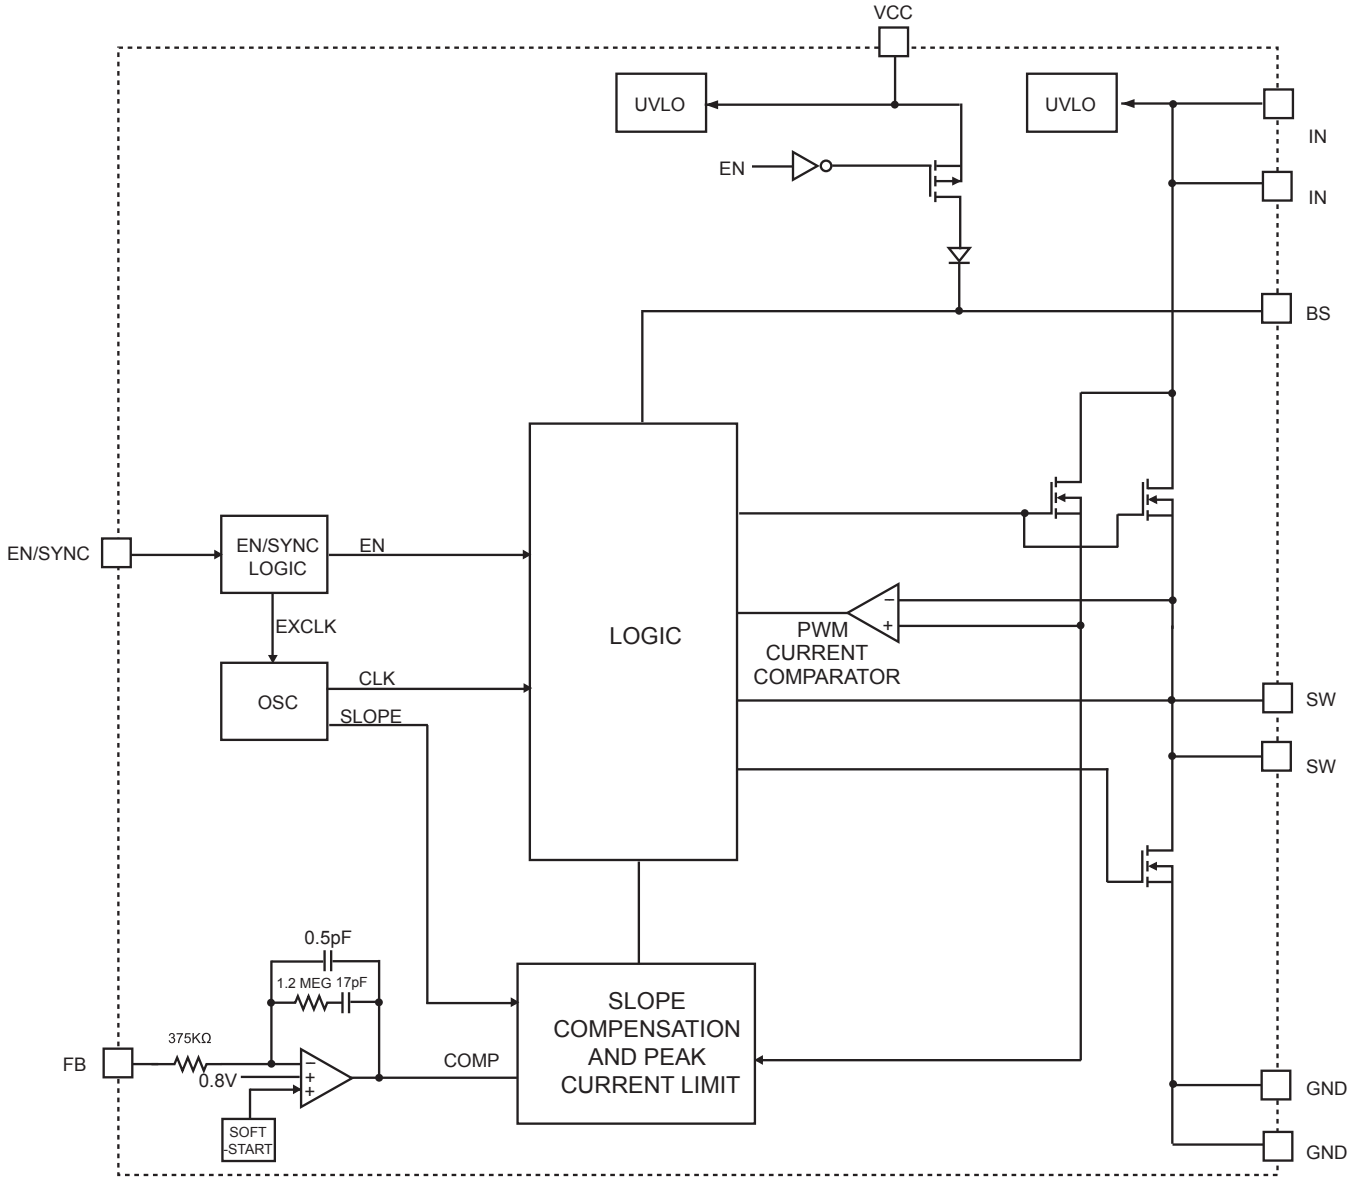 VCC
UVLO
UVLO
IN
EN
IN
BS
EN/SYNC
EN/SYNC
LOGIC
EN
EXCLK
LOGIC
−
+
PWM
CURRENT
COMPARATOR
OSC
CLK
SLOPE
SW
SW
0.5pF
1.2 MEG 17pF
375KΩ
FB
0.8V
−
+
+
SOFT
-START
COMP
SLOPE
COMPENSATION
AND PEAK
CURRENT LIMIT
GND
GND